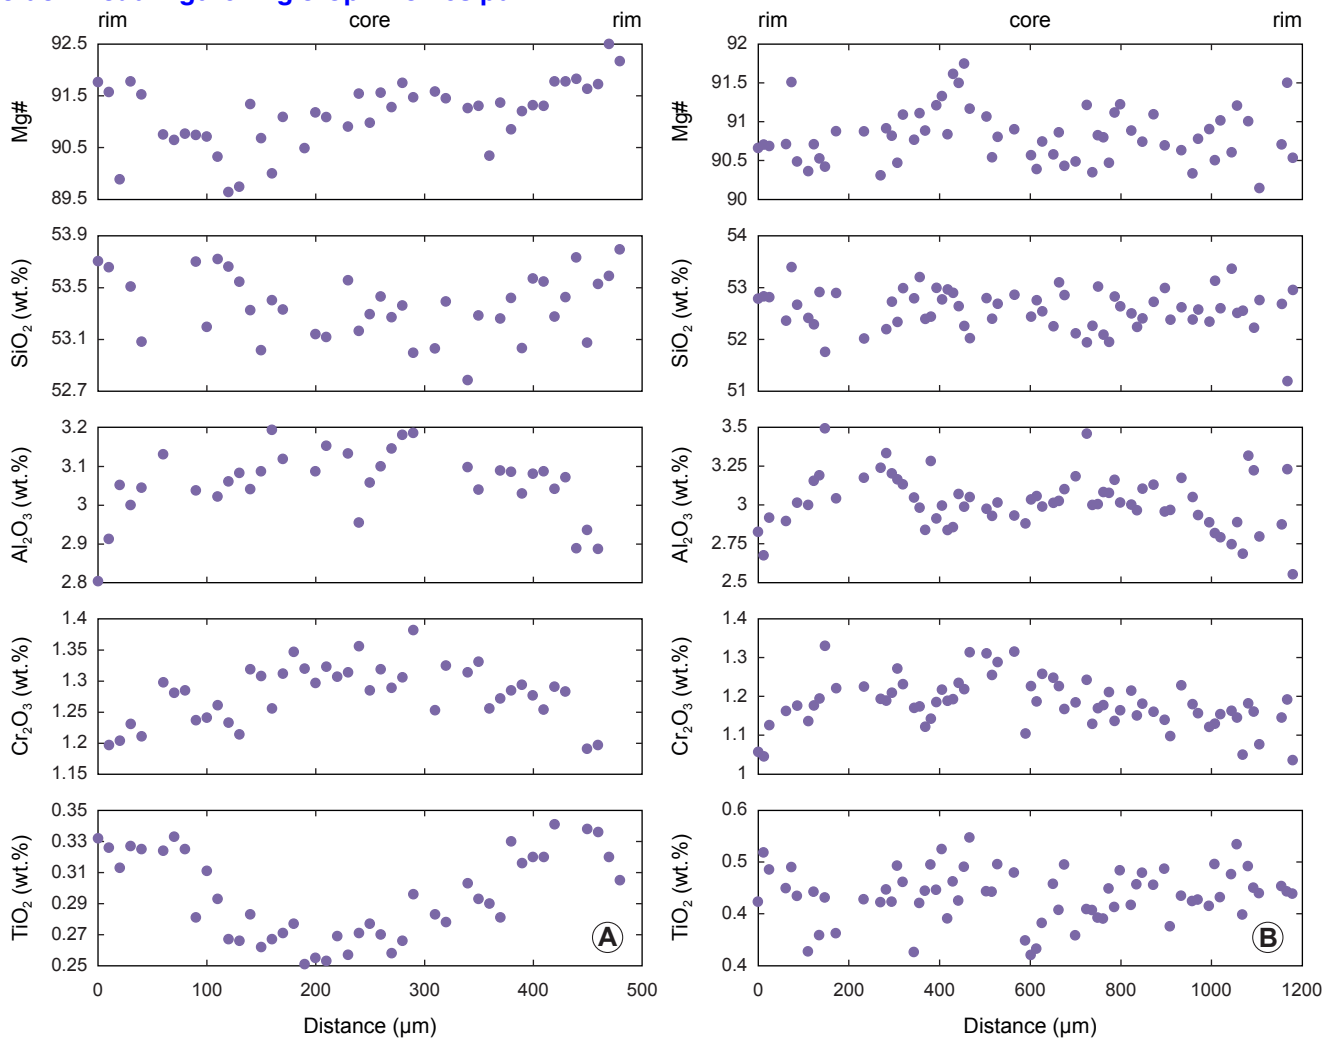 rim core rim
92.5
91.5
90.5
89.5
Mg#
53.9
53.5
53.1
52.7
SiO₂ (wt.%)
3.2
3.1
3
2.9
2.8
Al₂O₃ (wt.%)
1.4
1.35
1.3
1.25
1.2
1.15
Cr₂O₃ (wt.%)
0.35
0.33
0.31
0.29
0.27
0.25
TiO₂ (wt.%)
A
0 100 200 300 400 500
Distance (µm)
rim core rim
92
91.5
91
90.5
90
Mg#
54
53
52
51
SiO₂ (wt.%)
3.5
3.25
3
2.75
2.5
Al₂O₃ (wt.%)
1.4
1.3
1.2
1.1
1
Cr₂O₃ (wt.%)
0.6
0.5
0.4
0.4
TiO₂ (wt.%)
B
0 200 400 600 800 1000 1200
Distance (µm)